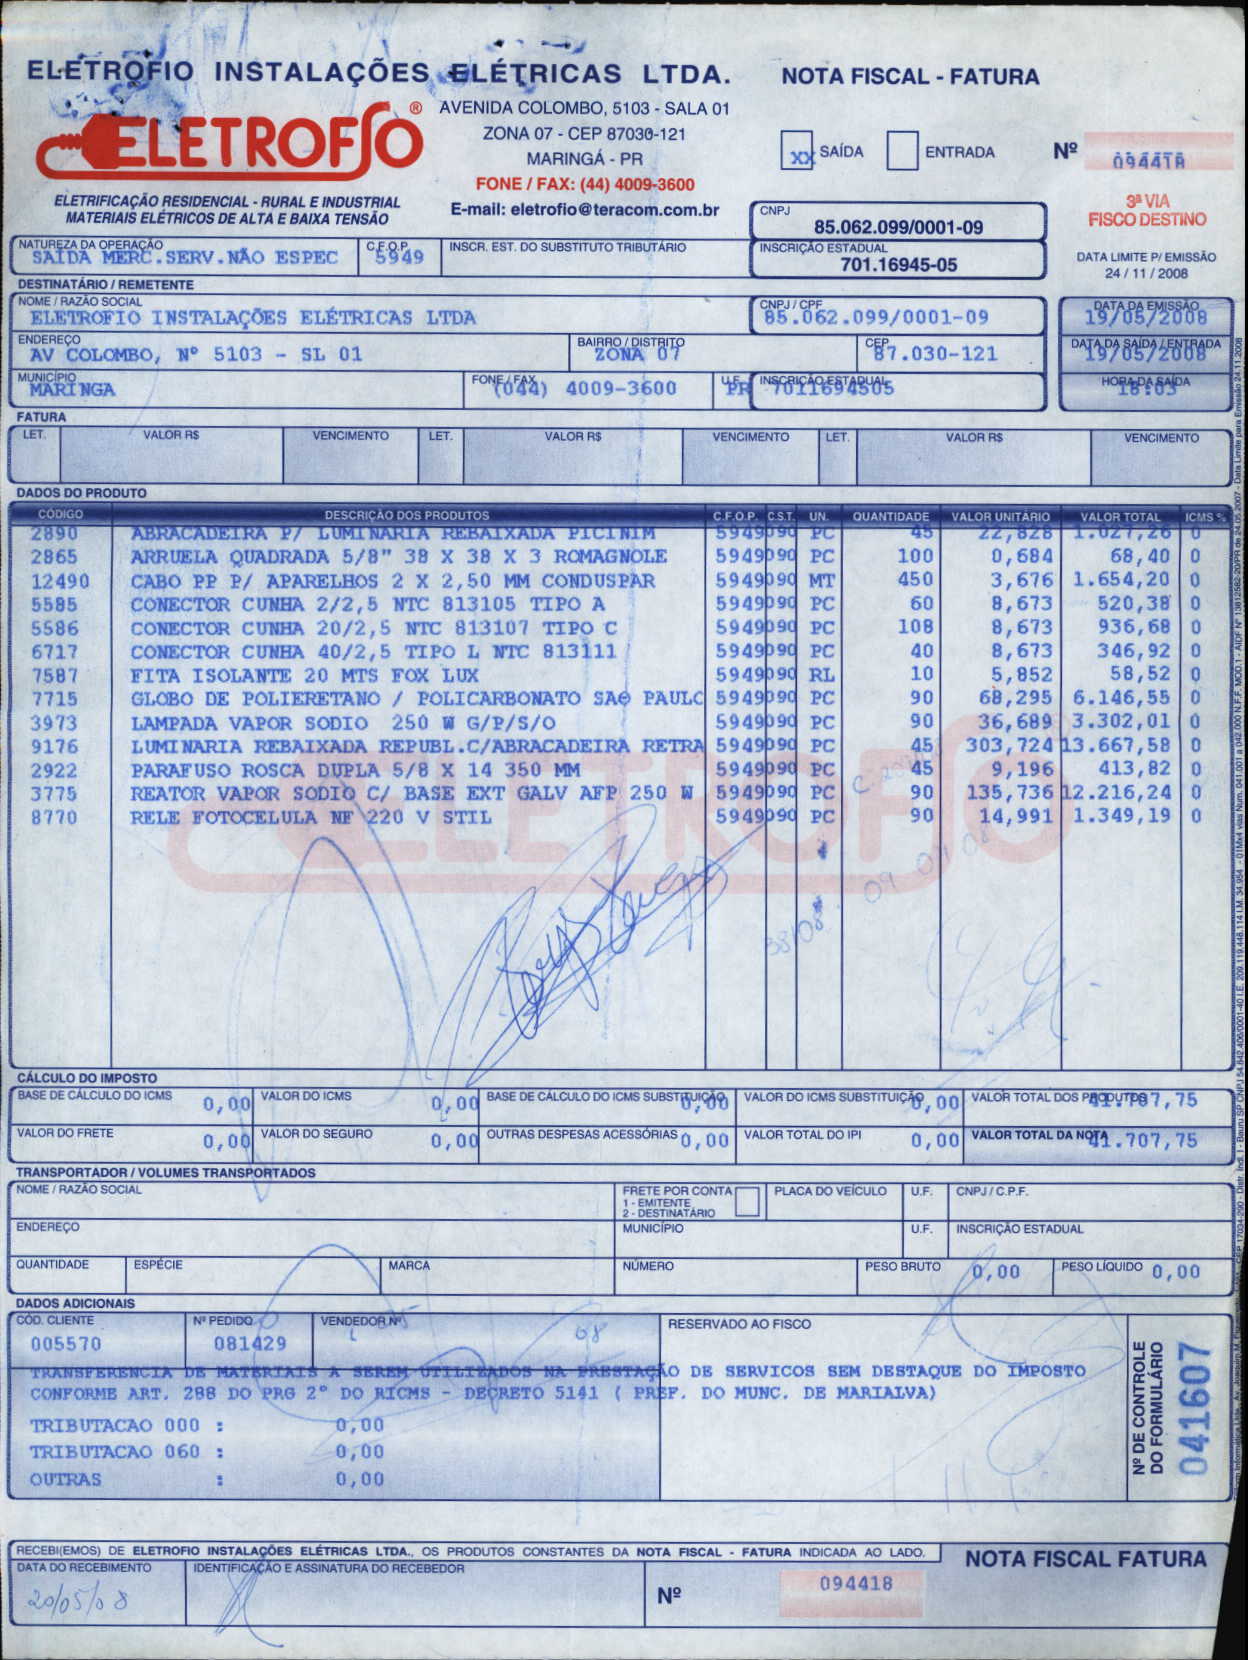 ELETROFIO INSTALAÇÕES ELÉTRICAS LTDA. NOTA FISCAL - FATURA
ELETROFIO ®
AVENIDA COLOMBO, 5103 - SALA 01
ZONA 07 - CEP 87030-121
MARINGÁ - PR
FONE / FAX: (44) 4009-3600
E-mail: eletrofio@teracom.com.br
ELETRIFICAÇÃO RESIDENCIAL - RURAL E INDUSTRIAL
MATERIAIS ELÉTRICOS DE ALTA E BAIXA TENSÃO
XX SAÍDA ENTRADA Nº 094418
3ª VIA
FISCO DESTINO
CNPJ
85.062.099/0001-09
DATA LIMITE P/ EMISSÃO
24 / 11 / 2008
NATUREZA DA OPERAÇÃO C.F.O.P. INSCR. EST. DO SUBSTITUTO TRIBUTÁRIO INSCRIÇÃO ESTADUAL
SAÍDA MERC.SERV.NÃO ESPEC 5949 701.16945-05
DESTINATÁRIO / REMETENTE
NOME / RAZÃO SOCIAL CNPJ / CPF DATA DA EMISSÃO
ELETROFIO INSTALAÇÕES ELÉTRICAS LTDA 85.062.099/0001-09 19/05/2008
ENDEREÇO BAIRRO / DISTRITO CEP DATA DA SAÍDA / ENTRADA
AV COLOMBO, Nº 5103 - SL 01 ZONA 07 87.030-121 19/05/2008
MUNICÍPIO FONE / FAX U.F. INSCRIÇÃO ESTADUAL HORA DA SAÍDA
MARINGA (044) 4009-3600 PR 7011694505 18:03
FATURA
LET. VALOR R$ VENCIMENTO LET. VALOR R$ VENCIMENTO LET. VALOR R$ VENCIMENTO
DADOS DO PRODUTO
CÓDIGO DESCRIÇÃO DOS PRODUTOS C.F.O.P. C.S.T. UN. QUANTIDADE VALOR UNITÁRIO VALOR TOTAL ICMS %
2890 ABRACADEIRA P/ LUMINARIA REBAIXADA PICINIM 5949 090 PC 45 22,828 1.027,26 0
2865 ARRUELA QUADRADA 5/8" 38 X 38 X 3 ROMAGNOLE 5949 090 PC 100 0,684 68,40 0
12490 CABO PP P/ APARELHOS 2 X 2,50 MM CONDUSPAR 5949 090 MT 450 3,676 1.654,20 0
5585 CONECTOR CUNHA 2/2,5 NTC 813105 TIPO A 5949 090 PC 60 8,673 520,38 0
5586 CONECTOR CUNHA 20/2,5 NTC 813107 TIPO C 5949 090 PC 108 8,673 936,68 0
6717 CONECTOR CUNHA 40/2,5 TIPO L NTC 813111 5949 090 PC 40 8,673 346,92 0
7587 FITA ISOLANTE 20 MTS FOX LUX 5949 090 RL 10 5,852 58,52 0
7715 GLOBO DE POLIERETANO / POLICARBONATO SAO PAULO 5949 090 PC 90 68,295 6.146,55 0
3973 LAMPADA VAPOR SODIO 250 W G/P/S/O 5949 090 PC 90 36,689 3.302,01 0
9176 LUMINARIA REBAIXADA REPUBL.C/ABRACADEIRA RETRA 5949 090 PC 45 303,724 13.667,58 0
2922 PARAFUSO ROSCA DUPLA 5/8 X 14 350 MM 5949 090 PC 45 9,196 413,82 0
3775 REATOR VAPOR SODIO C/ BASE EXT GALV AFP 250 W 5949 090 PC 90 135,736 12.216,24 0
8770 RELE FOTOCELULA NF 220 V STIL 5949 090 PC 90 14,991 1.349,19 0
ELETROFIO
CÁLCULO DO IMPOSTO
BASE DE CÁLCULO DO ICMS VALOR DO ICMS BASE DE CÁLCULO DO ICMS SUBSTITUIÇÃO VALOR DO ICMS SUBSTITUIÇÃO VALOR TOTAL DOS PRODUTOS
0,00 0,00 0,00 0,00 41.707,75
VALOR DO FRETE VALOR DO SEGURO OUTRAS DESPESAS ACESSÓRIAS VALOR TOTAL DO IPI VALOR TOTAL DA NOTA
0,00 0,00 0,00 0,00 41.707,75
TRANSPORTADOR / VOLUMES TRANSPORTADOS
NOME / RAZÃO SOCIAL FRETE POR CONTA PLACA DO VEÍCULO U.F. CNPJ / C.P.F.
1 - EMITENTE
2 - DESTINATÁRIO
ENDEREÇO MUNICÍPIO U.F. INSCRIÇÃO ESTADUAL
QUANTIDADE ESPÉCIE MARCA NÚMERO PESO BRUTO 0,00 PESO LÍQUIDO 0,00
DADOS ADICIONAIS
CÓD. CLIENTE Nº PEDIDO VENDEDOR Nº RESERVADO AO FISCO
005570 081429
TRANSFERENCIA DE MATERIAIS A SEREM UTILIZADOS NA PRESTAÇÃO DE SERVICOS SEM DESTAQUE DO IMPOSTO
CONFORME ART. 288 DO PRG 2º DO RICMS - DECRETO 5141 ( PREF. DO MUNC. DE MARIALVA)
TRIBUTACAO 000 : 0,00
TRIBUTACAO 060 : 0,00
OUTRAS : 0,00
Nº DE CONTROLE
DO FORMULÁRIO
041607
RECEBI(EMOS) DE ELETROFIO INSTALAÇÕES ELÉTRICAS LTDA., OS PRODUTOS CONSTANTES DA NOTA FISCAL - FATURA INDICADA AO LADO. NOTA FISCAL FATURA
DATA DO RECEBIMENTO IDENTIFICAÇÃO E ASSINATURA DO RECEBEDOR
20/05/08 Nº 094418